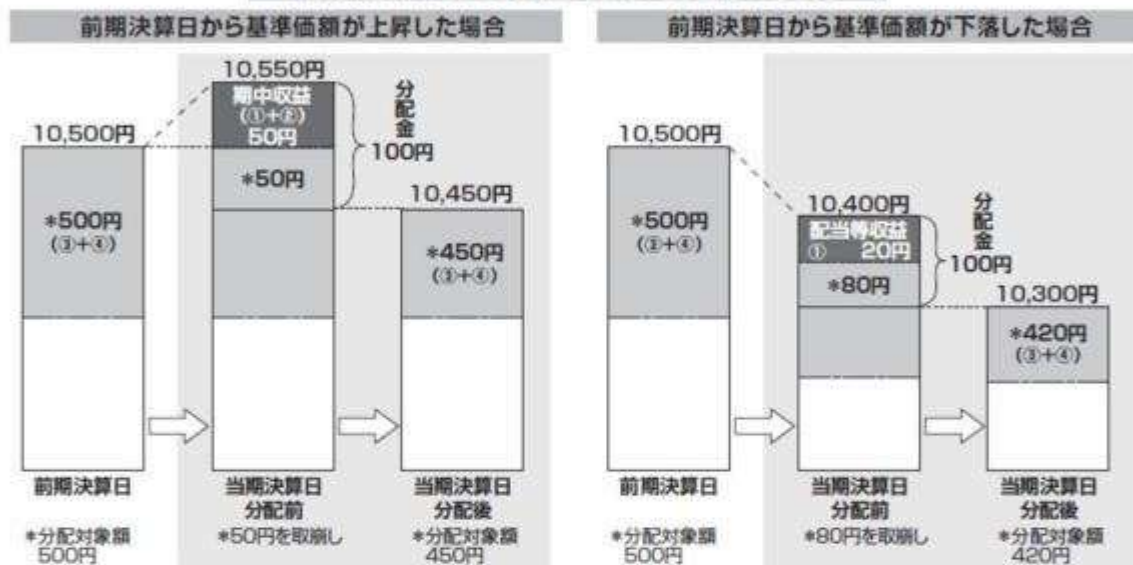 前期決算日から基準価額が上昇した場合
10,550円
期中収益
(①+②)
50円
分配金
100円
10,500円
*50円
10,450円
*500円
(③+④)
*450円
(③+④)
前期決算日
当期決算日
分配前
当期決算日
分配後
*分配対象額
500円
*50円を取崩し
*分配対象額
450円
前期決算日から基準価額が下落した場合
10,500円
*500円
(③+④)
10,400円
配当等収益
① 20円
分配金
100円
*80円
10,300円
*420円
(③+④)
前期決算日
当期決算日
分配前
当期決算日
分配後
*分配対象額
500円
*80円を取崩し
*分配対象額
420円